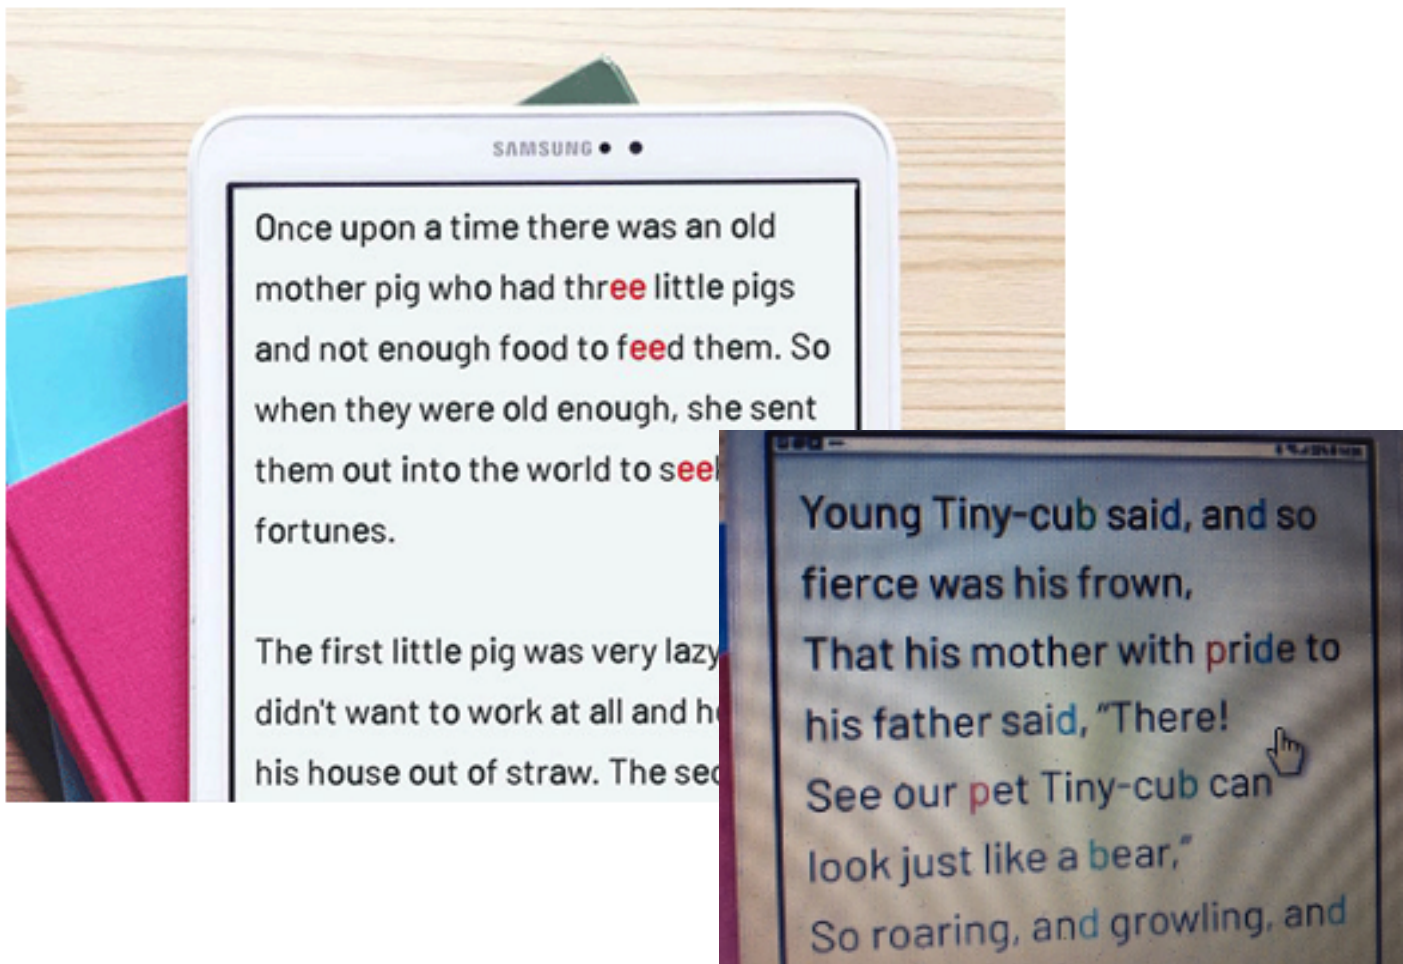 SAMSUNG
Once upon a time there was an old
mother pig who had three little pigs
and not enough food to feed them. So
when they were old enough, she sent
them out into the world to
fortunes.
The first little pig was very lazy
didn't want to work at all and
his house out of straw. The
Young Tiny-cub said, and so
fierce was his frown,
That his mother with pride to
his father said, "There!
See our pet Tiny-cub can
look just like a bear,"
So roaring, and growling, and